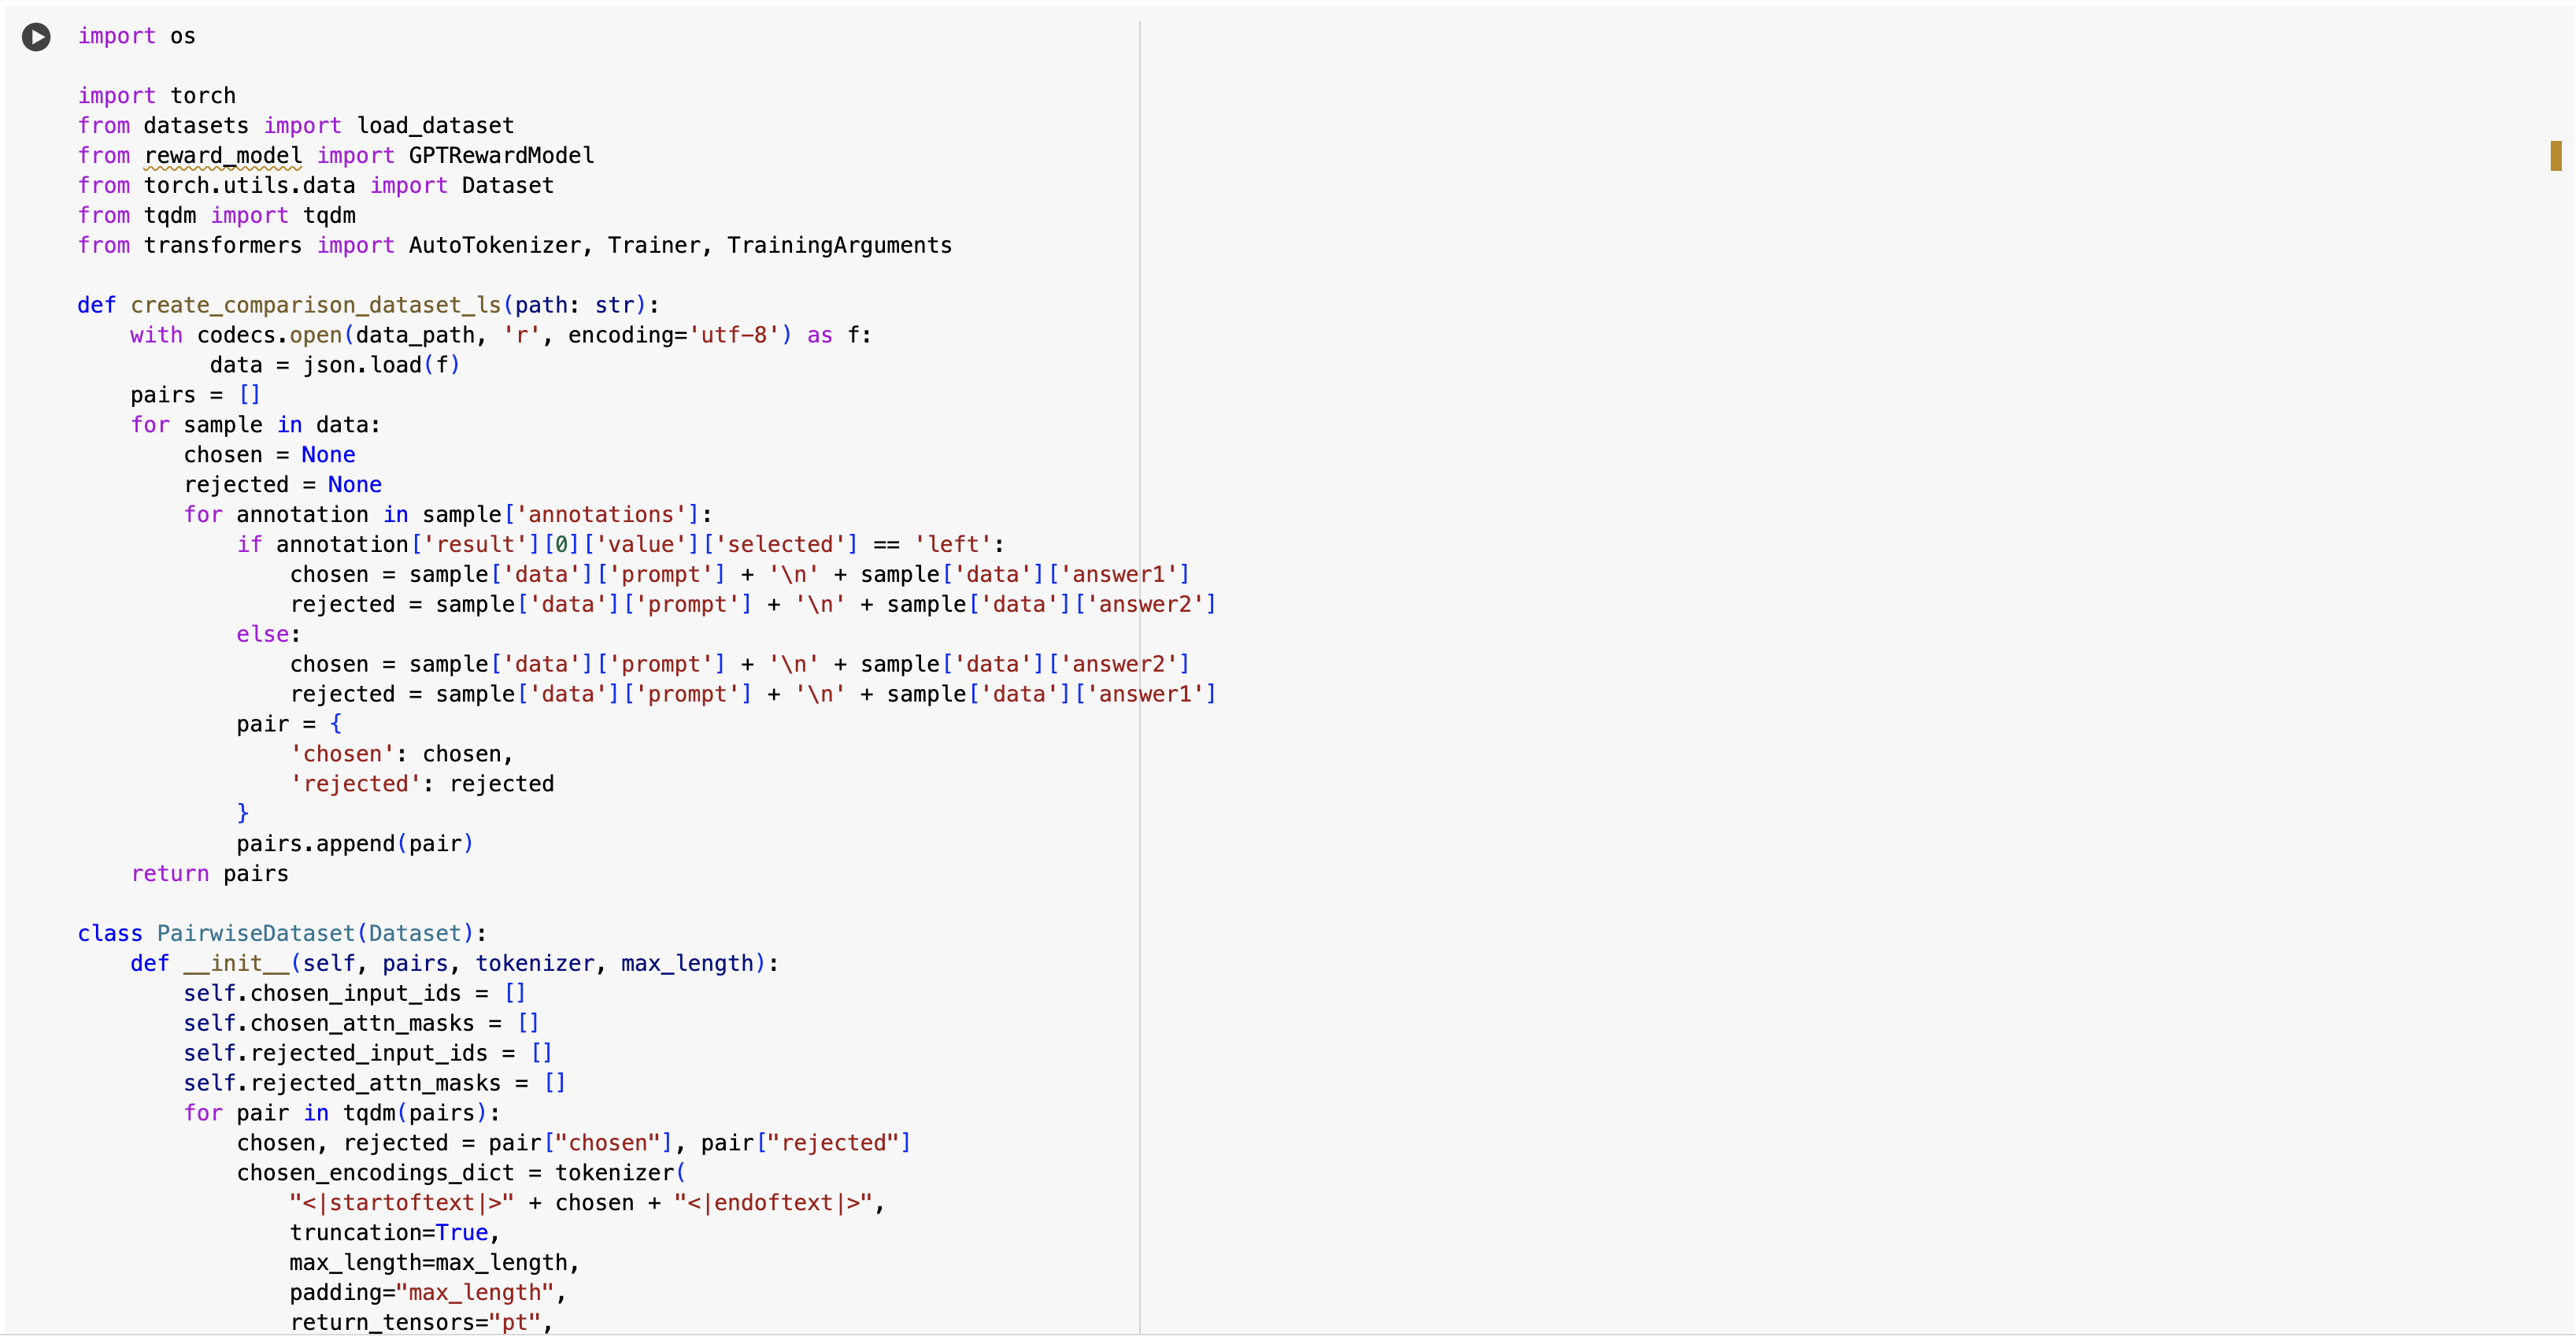 import os

import torch
from datasets import load_dataset
from reward_model import GPTRewardModel
from torch.utils.data import Dataset
from tqdm import tqdm
from transformers import AutoTokenizer, Trainer, TrainingArguments

def create_comparison_dataset_ls(path: str):
    with codecs.open(data_path, 'r', encoding='utf-8') as f:
          data = json.load(f)
    pairs = []
    for sample in data:
        chosen = None
        rejected = None
        for annotation in sample['annotations']:
            if annotation['result'][0]['value']['selected'] == 'left':
                chosen = sample['data']['prompt'] + '\n' + sample['data']['answer1']
                rejected = sample['data']['prompt'] + '\n' + sample['data']['answer2']
            else:
                chosen = sample['data']['prompt'] + '\n' + sample['data']['answer2']
                rejected = sample['data']['prompt'] + '\n' + sample['data']['answer1']
            pair = {
                'chosen': chosen,
                'rejected': rejected
            }
            pairs.append(pair)
    return pairs

class PairwiseDataset(Dataset):
    def __init__(self, pairs, tokenizer, max_length):
        self.chosen_input_ids = []
        self.chosen_attn_masks = []
        self.rejected_input_ids = []
        self.rejected_attn_masks = []
        for pair in tqdm(pairs):
            chosen, rejected = pair["chosen"], pair["rejected"]
            chosen_encodings_dict = tokenizer(
                "<|startoftext|>" + chosen + "<|endoftext|>",
                truncation=True,
                max_length=max_length,
                padding="max_length",
                return_tensors="pt",